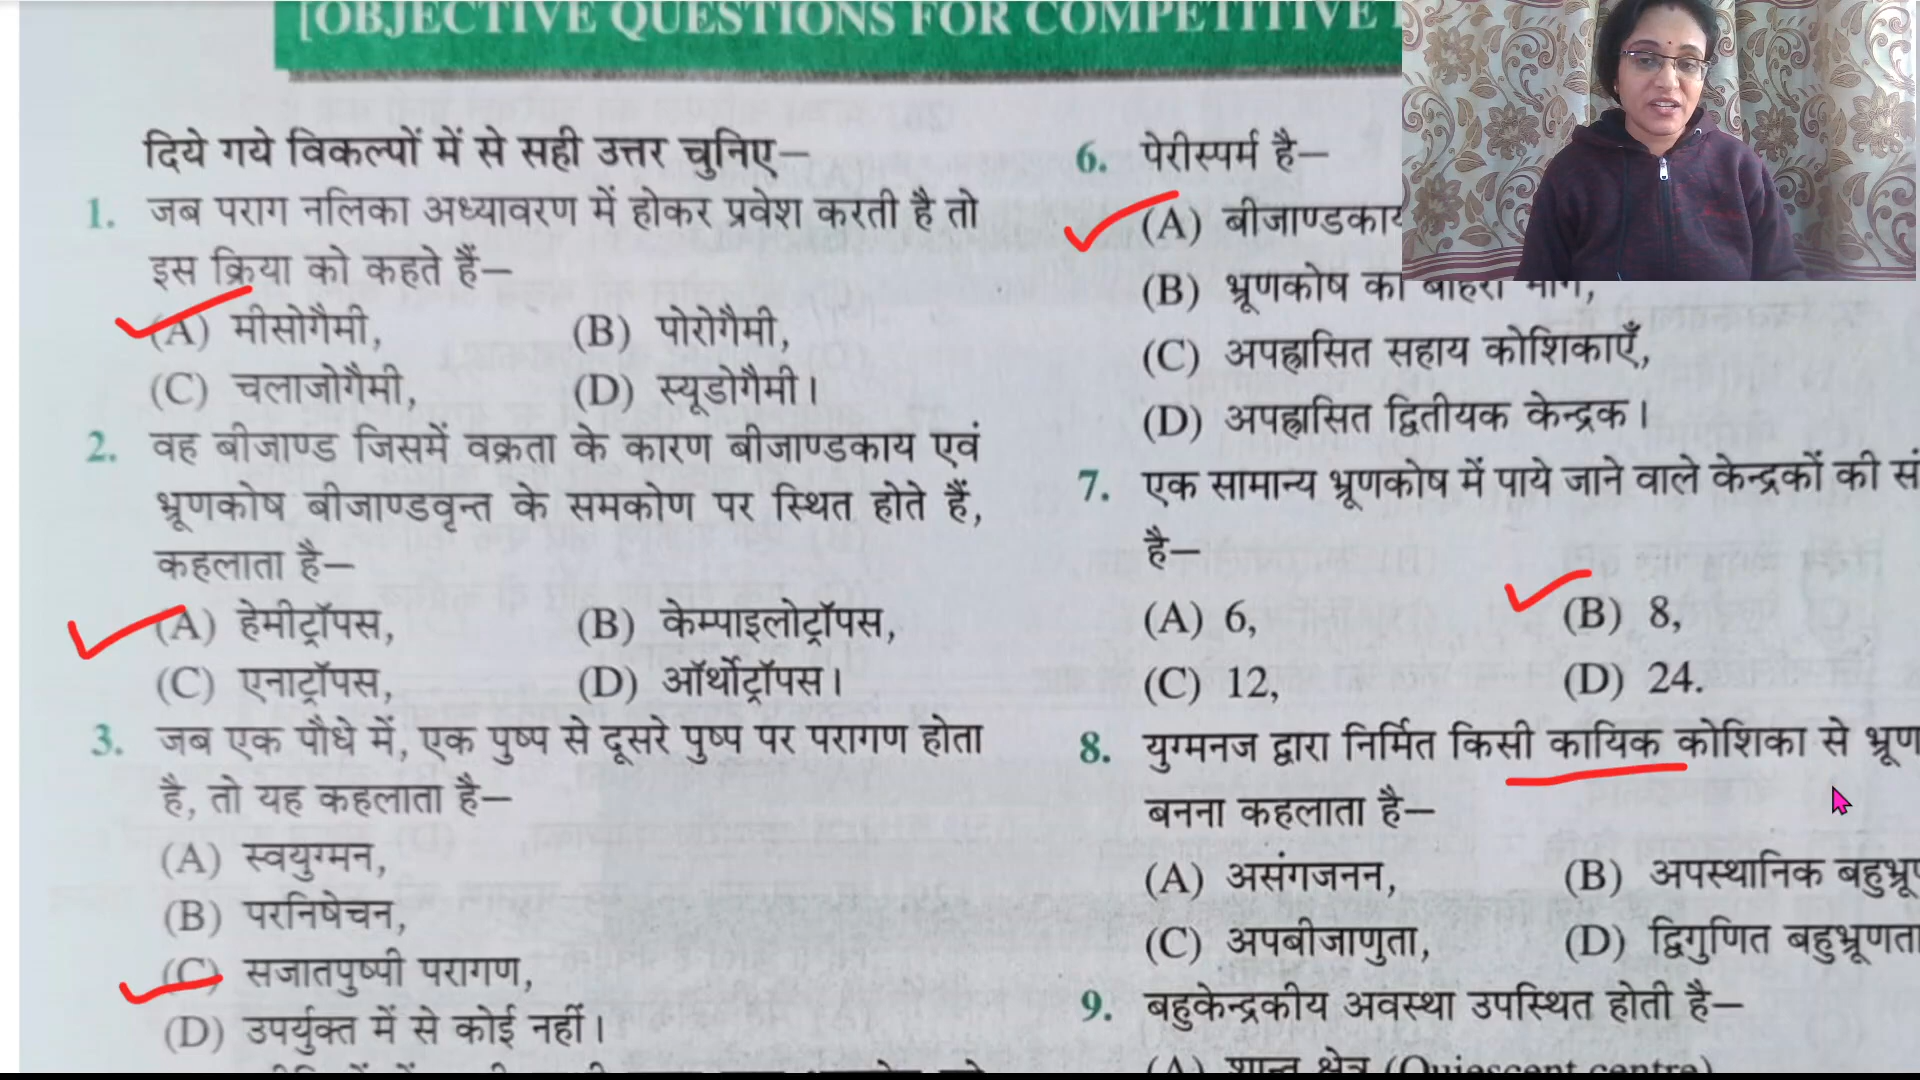 [OBJECTIVE QUESTIONS FOR COMPETITIVE
दिये गये विकल्पों में से सही उत्तर चुनिए—
1. जब पराग नलिका अध्यावरण में होकर प्रवेश करती है तो
इस क्रिया को कहते हैं—
(A) मीसोगैमी, (B) पोरोगैमी,
(C) चलाजोगैमी, (D) स्यूडोगैमी।
2. वह बीजाण्ड जिसमें वक्रता के कारण बीजाण्डकाय एवं
भ्रूणकोष बीजाण्डवृन्त के समकोण पर स्थित होते हैं,
कहलाता है—
(A) हेमीट्रॉपस, (B) केम्पाइलोट्रॉपस,
(C) एनाट्रॉपस, (D) ऑर्थोट्रॉपस।
3. जब एक पौधे में, एक पुष्प से दूसरे पुष्प पर परागण होता
है, तो यह कहलाता है—
(A) स्वयुग्मन,
(B) परनिषेचन,
(C) सजातपुष्पी परागण,
(D) उपर्युक्त में से कोई नहीं।
6. पेरीस्पर्म है—
(A) बीजाण्डकाय
(B) भ्रूणकोष का बाहरी भाग,
(C) अपह्रासित सहाय कोशिकाएँ,
(D) अपह्रासित द्वितीयक केन्द्रक।
7. एक सामान्य भ्रूणकोष में पाये जाने वाले केन्द्रकों की
है—
(A) 6, (B) 8,
(C) 12, (D) 24.
8. युग्मनज द्वारा निर्मित किसी कायिक कोशिका से भ्रूण
बनना कहलाता है—
(A) असंगजनन, (B) अपस्थानिक
(C) अपबीजाणुता, (D) द्विगुणित बहुभ्रूणता
9. बहुकेन्द्रकीय अवस्था उपस्थित होती है—
(A) शान्त क्षेत्र (Quiescent centre)